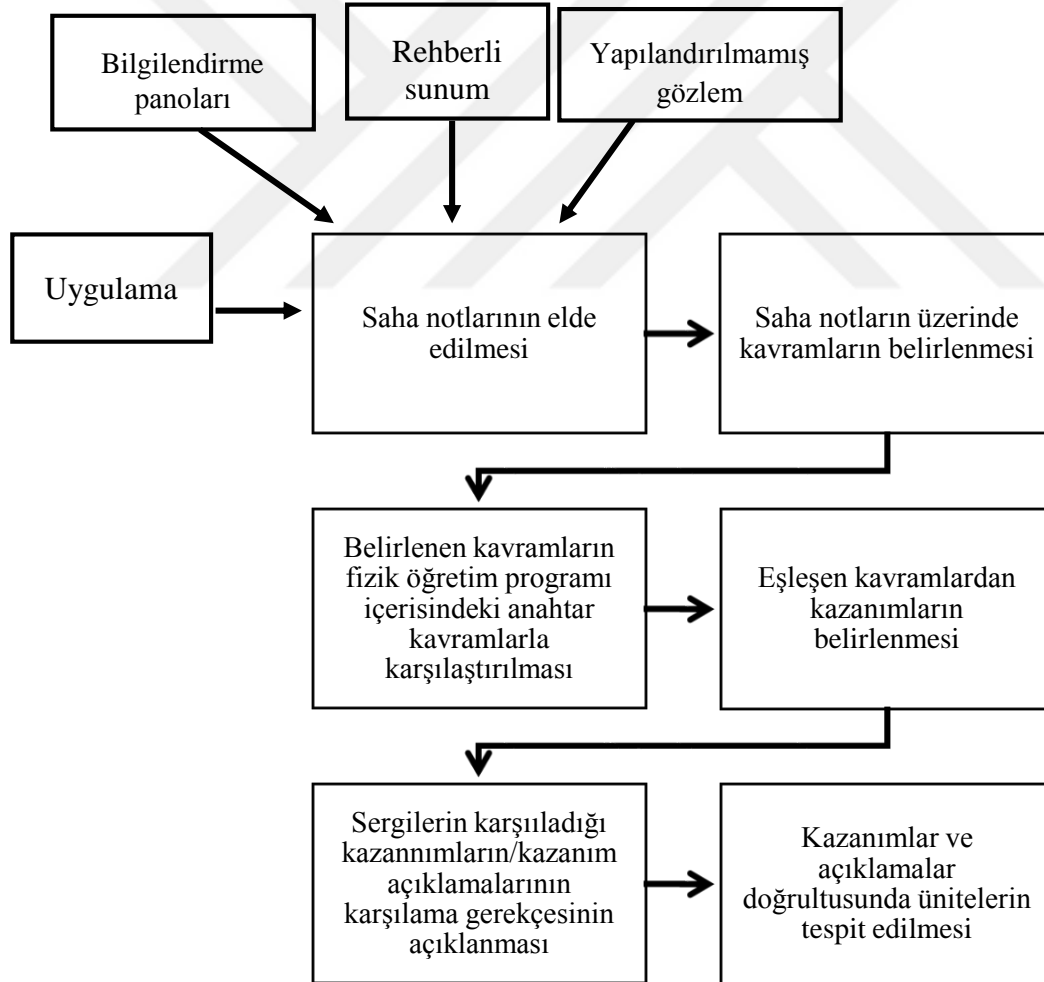 Bilgilendirme
panoları
Rehberli
sunum
Yapılandırılmamış
gözlem
Uygulama
Saha notlarının elde
edilmesi
Saha notların üzerinde
kavramların belirlenmesi
Belirlenen kavramların
fizik öğretim programı
içerisindeki anahtar
kavramlarla
karşılaştırılması
Eşleşen kavramlardan
kazanımların
belirlenmesi
Sergilerin karşıiladığı
kazannımların/kazanım
açıklamalarının
karşılama gerekçesinin
açıklanması
Kazanımlar ve
açıklamalar
doğrultusunda ünitelerin
tespit edilmesi